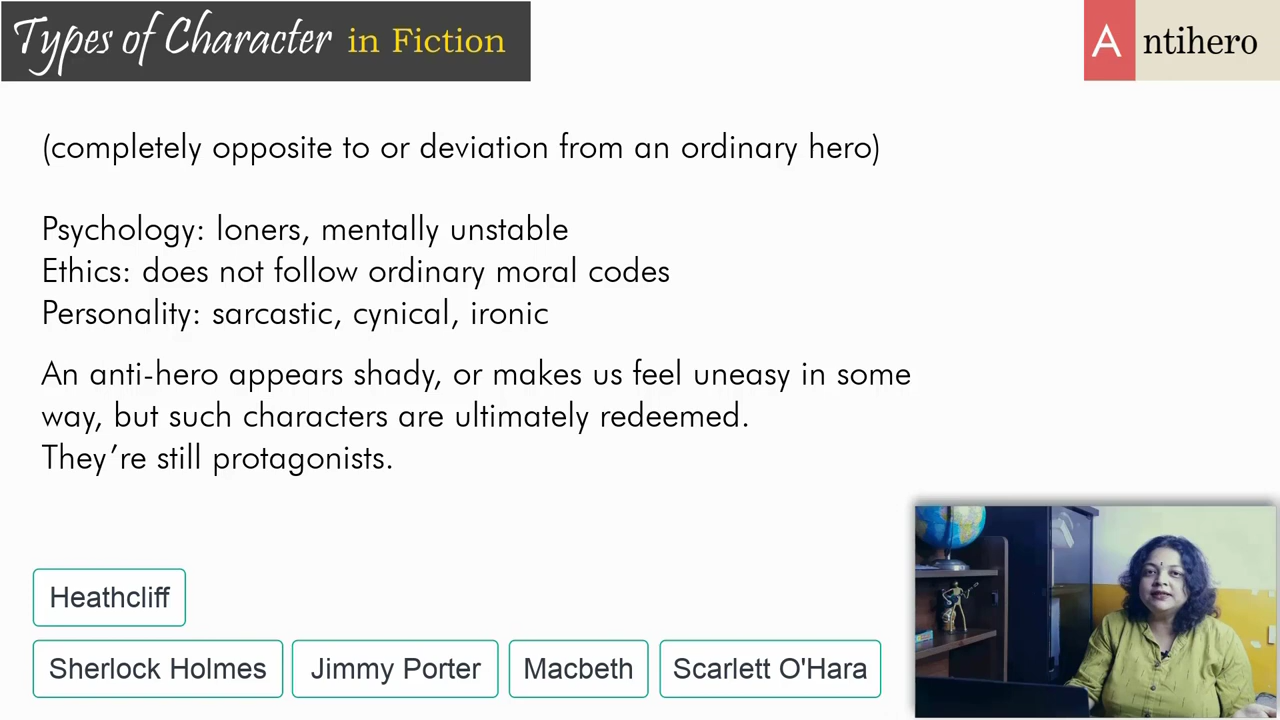 Types of Character in Fiction
Antihero
(completely opposite to or deviation from an ordinary hero)
Psychology: loners, mentally unstable
Ethics: does not follow ordinary moral codes
Personality: sarcastic, cynical, ironic
An anti-hero appears shady, or makes us feel uneasy in some
way, but such characters are ultimately redeemed.
They're still protagonists.
Heathcliff
Sherlock Holmes
Jimmy Porter
Macbeth
Scarlett O'Hara